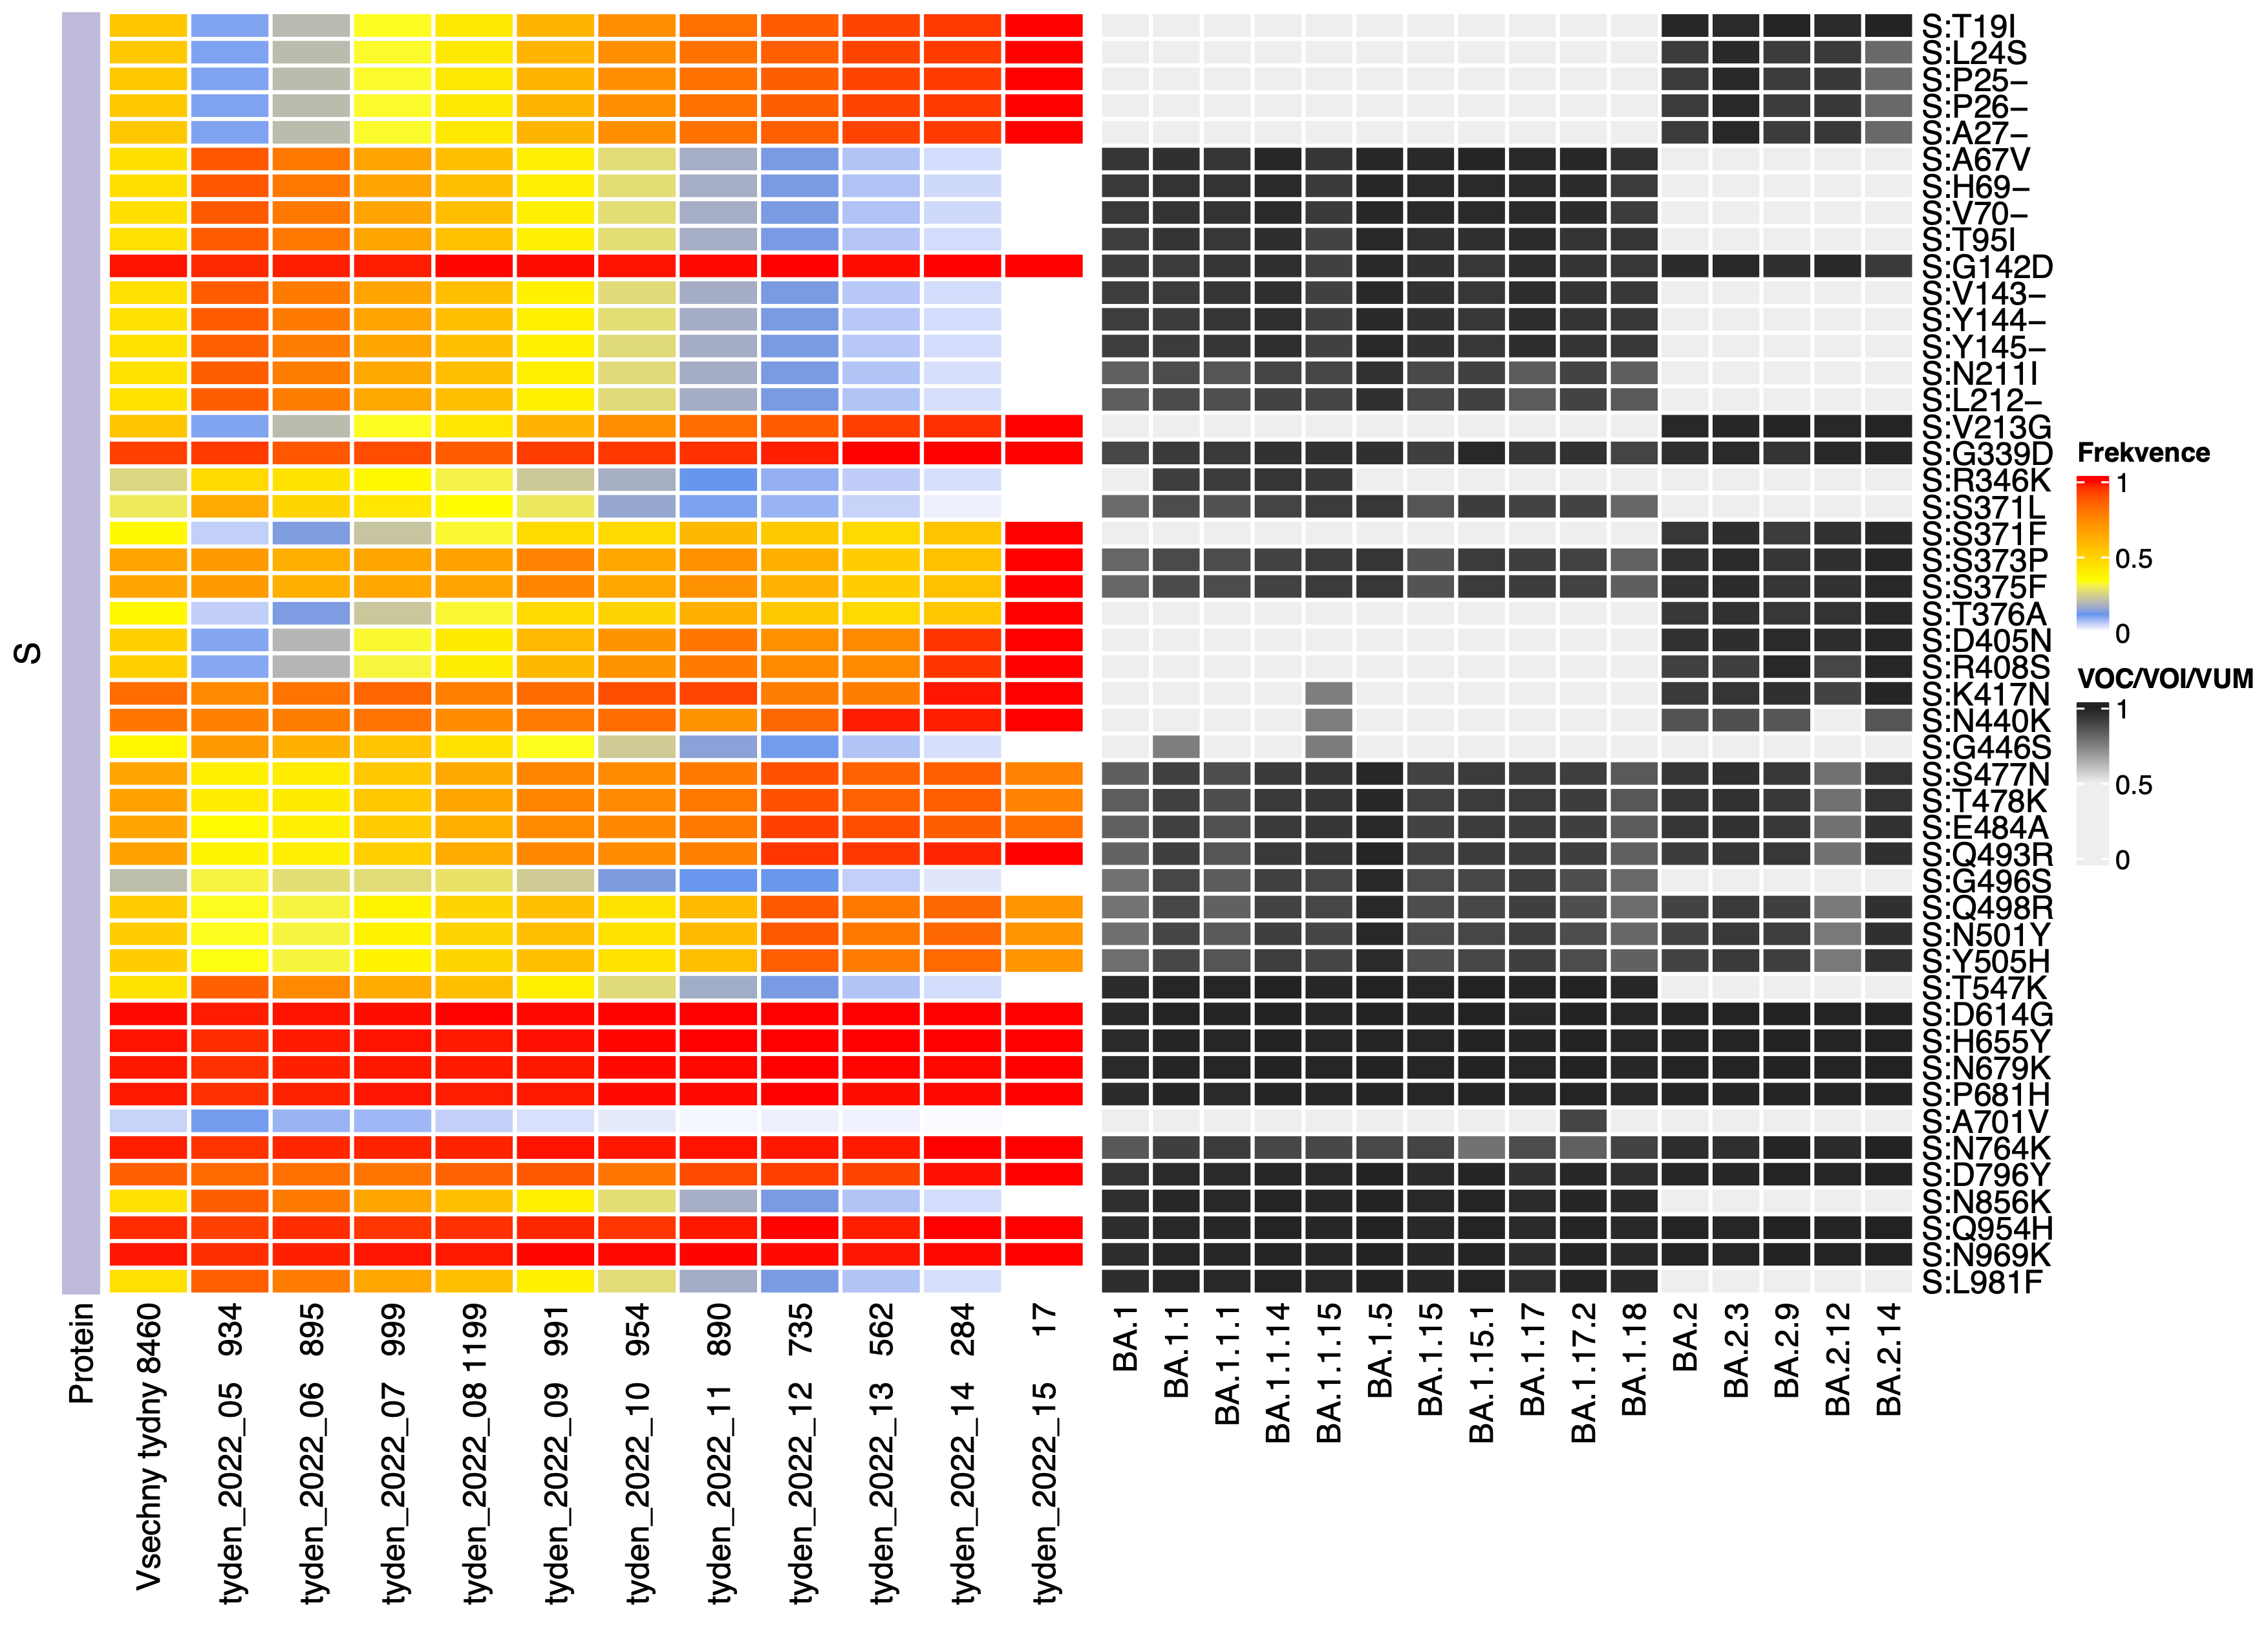 S
S:T19I
S:L24S
S:P25−
S:P26−
S:A27−
S:A67V
S:H69−
S:V70−
S:T95I
S:G142D
S:V143−
S:Y144−
S:Y145−
S:N211I
S:L212−
S:V213G
S:G339D
S:R346K
S:S371L
S:S371F
S:S373P
S:S375F
S:T376A
S:D405N
S:R408S
S:K417N
S:N440K
S:G446S
S:S477N
S:T478K
S:E484A
S:Q493R
S:G496S
S:Q498R
S:N501Y
S:Y505H
S:T547K
S:D614G
S:H655Y
S:N679K
S:P681H
S:A701V
S:N764K
S:D796Y
S:N856K
S:Q954H
S:N969K
S:L981F
Frekvence
1
0.5
0
VOC/VOI/VUM
1
0.5
0
Protein
Vsechny tydny 8460
tyden_2022_05 934
tyden_2022_06 895
tyden_2022_07 999
tyden_2022_08 1199
tyden_2022_09 991
tyden_2022_10 954
tyden_2022_11 890
tyden_2022_12 735
tyden_2022_13 562
tyden_2022_14 284
tyden_2022_15 17
BA.1
BA.1.1
BA.1.1.1
BA.1.1.14
BA.1.1.15
BA.1.5
BA.1.15
BA.1.15.1
BA.1.17
BA.1.17.2
BA.1.18
BA.2
BA.2.3
BA.2.9
BA.2.12
BA.2.14